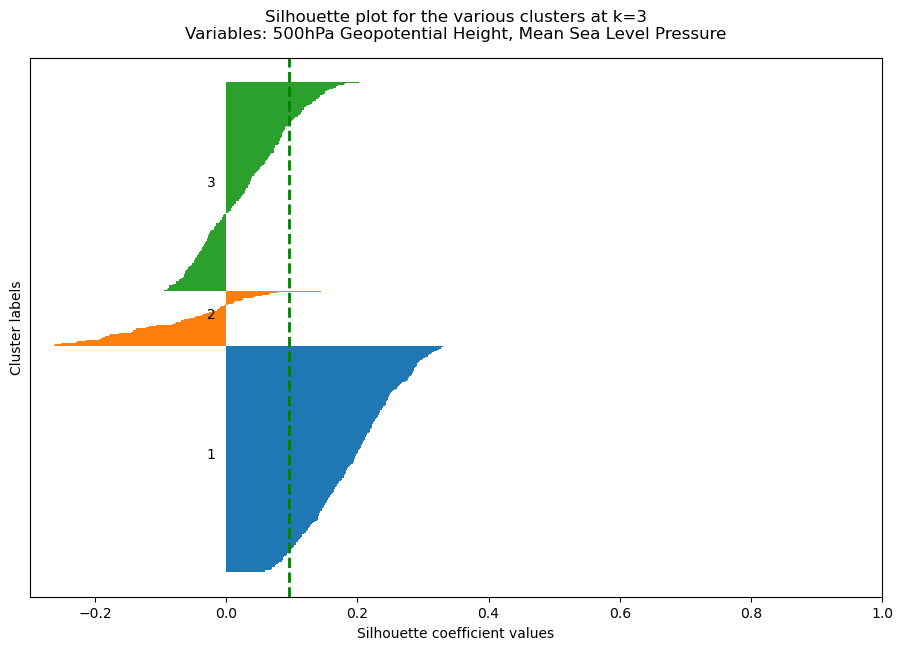 Silhouette plot for the various clusters at k=3
Variables: 500hPa Geopotential Height, Mean Sea Level Pressure
Cluster labels
3
2
1
−0.2 0.0 0.2 0.4 0.6 0.8 1.0
Silhouette coefficient values